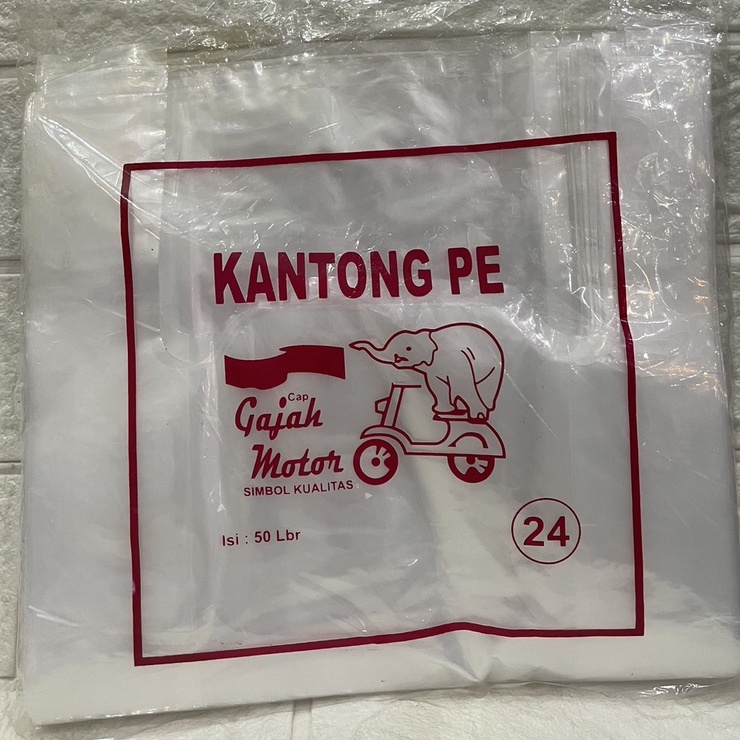 KANTONG PE
Cap
Gajah
Motor
SIMBOL KUALITAS
Isi : 50 Lbr
24